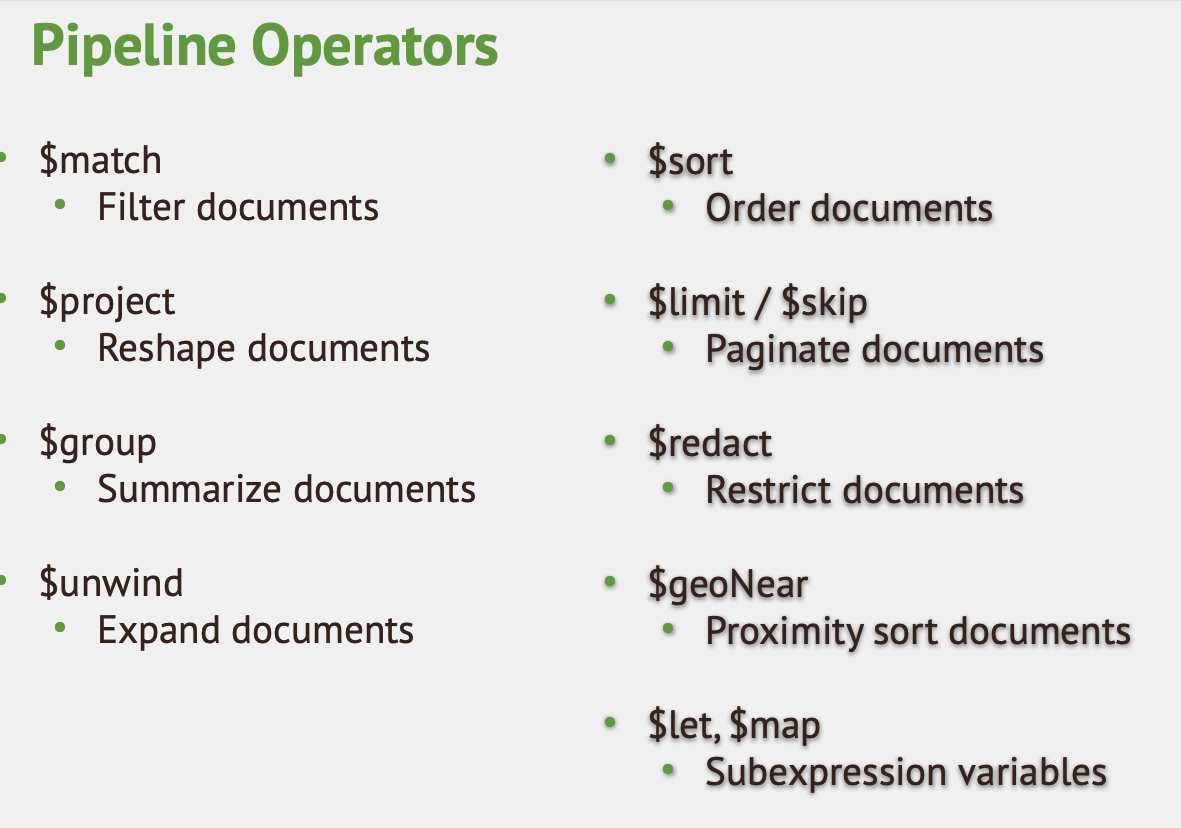 Pipeline Operators
• $match
• Filter documents
• $project
• Reshape documents
• $group
• Summarize documents
• $unwind
• Expand documents
• $sort
• Order documents
• $limit / $skip
• Paginate documents
• $redact
• Restrict documents
• $geoNear
• Proximity sort documents
• $let, $map
• Subexpression variables